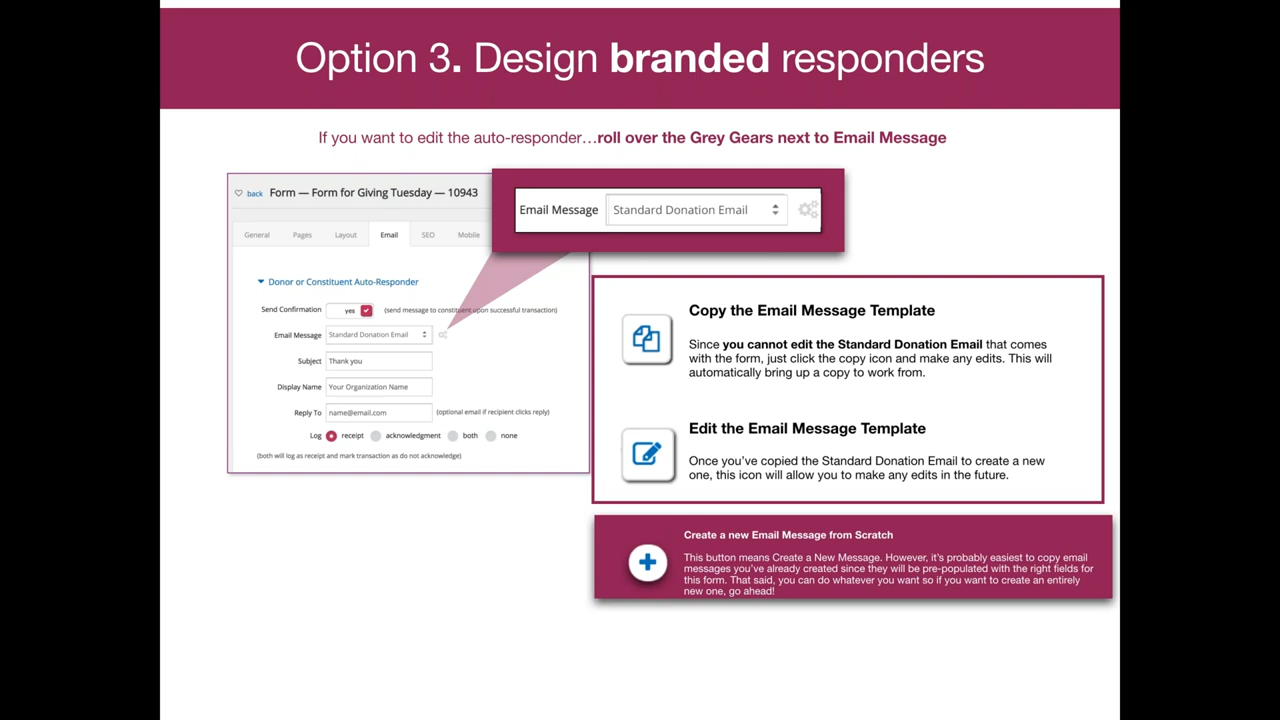 Option 3. Design branded responders
If you want to edit the auto-responder…roll over the Grey Gears next to Email Message
back Form — Form for Giving Tuesday — 10943
General Pages Layout Email SEO Mobile
Email Message Standard Donation Email
Donor or Constituent Auto-Responder
Send Confirmation yes (send message to constituent upon successful transaction)
Email Message Standard Donation Email
Subject Thank you
Display Name Your Organization Name
Reply To name@email.com (optional email if recipient clicks reply)
Log receipt acknowledgment both none
(both will log as receipt and mark transaction as do not acknowledge)
Copy the Email Message Template
Since you cannot edit the Standard Donation Email that comes
with the form, just click the copy icon and make any edits. This will
automatically bring up a copy to work from.
Edit the Email Message Template
Once you’ve copied the Standard Donation Email to create a new
one, this icon will allow you to make any edits in the future.
Create a new Email Message from Scratch
This button means Create a New Message. However, it’s probably easiest to copy email
messages you’ve already created since they will be pre-populated with the right fields for
this form. That said, you can do whatever you want so if you want to create an entirely
new one, go ahead!